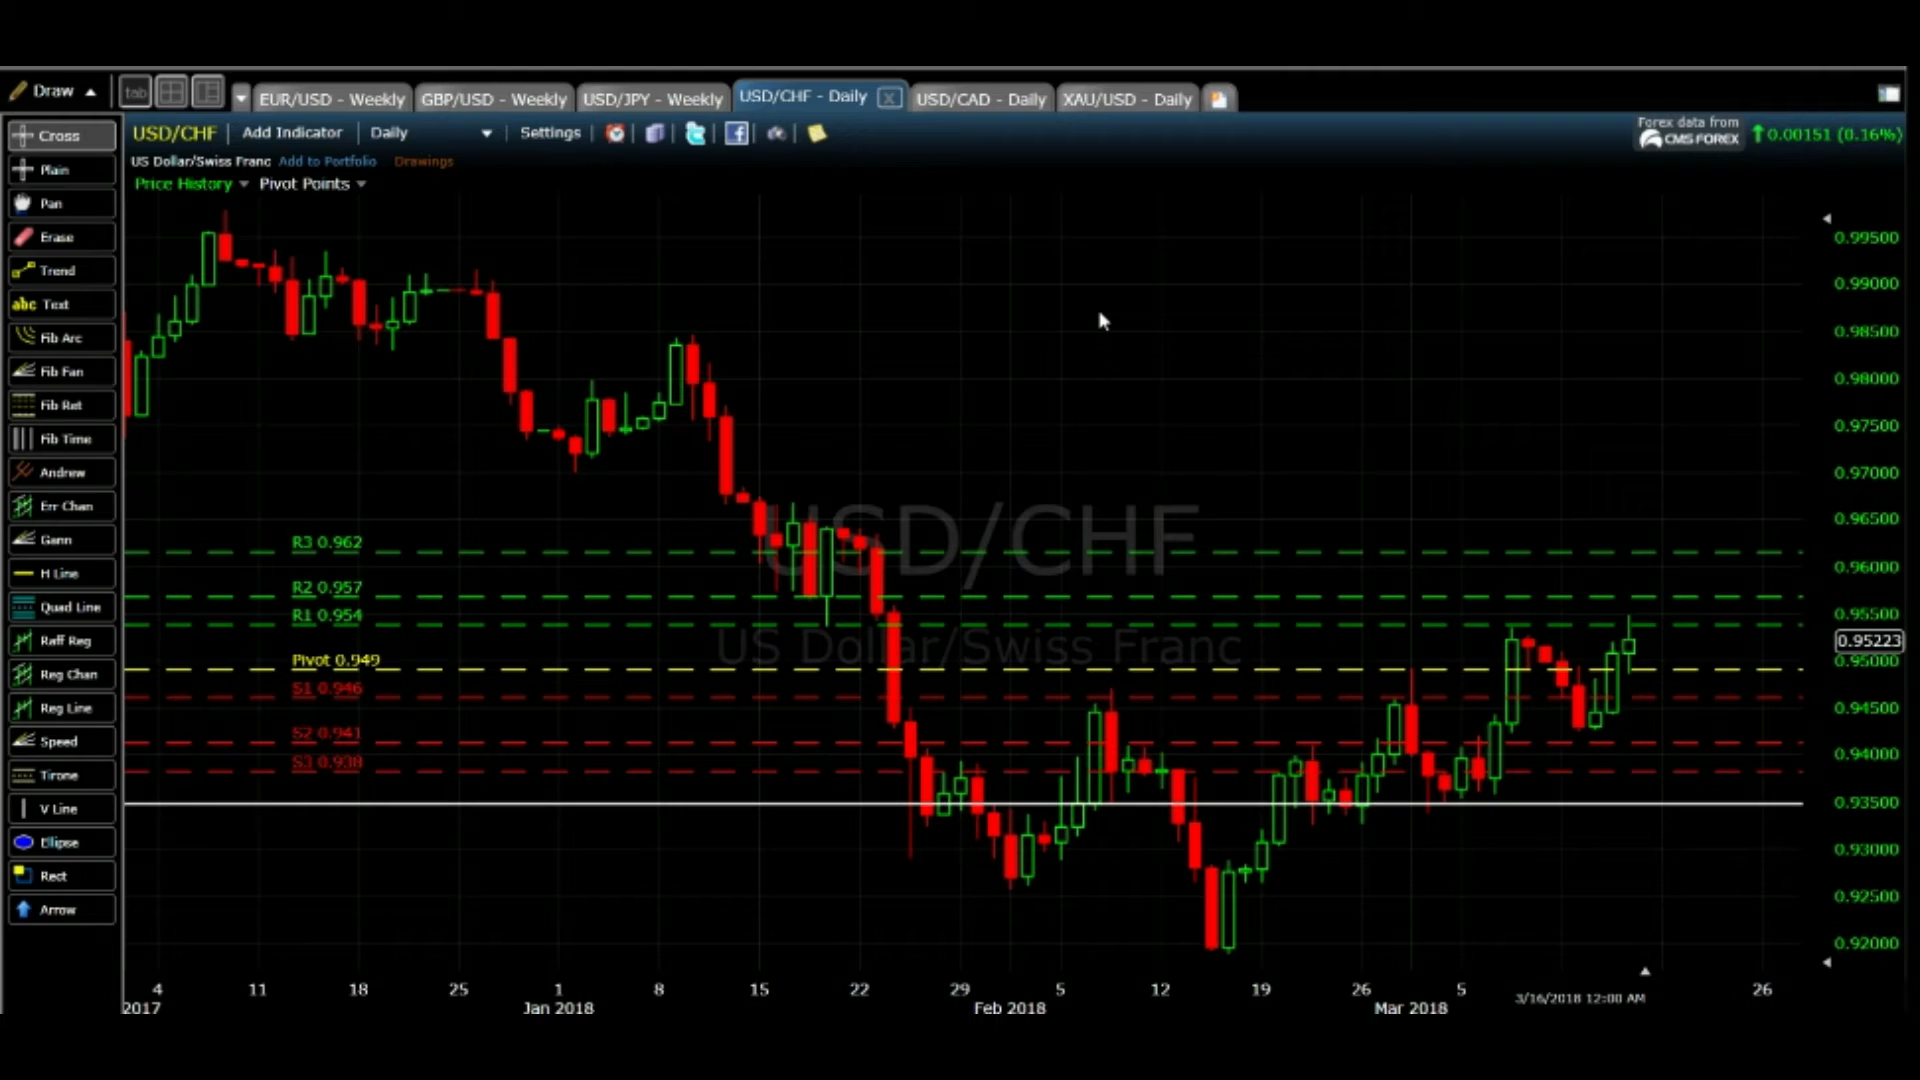 Draw
tab
EUR/USD - Weekly
GBP/USD - Weekly
USD/JPY - Weekly
USD/CHF - Daily
USD/CAD - Daily
XAU/USD - Daily
USD/CHF
Add Indicator
Daily
Settings
Forex data from
CMS FOREX
0.00151 (0.16%)
US Dollar/Swiss Franc Add to Portfolio Drawings
Price History
Pivot Points
Cross
Plain
Pan
Erase
Trend
abc Text
Fib Arc
Fib Fan
Fib Ret
Fib Time
Andrew
Err Chan
Gann
H Line
Quad Line
Raff Reg
Reg Chan
Reg Line
Speed
Tirone
V Line
Ellipse
Rect
Arrow
USD/CHF
US Dollar/Swiss Franc
R3 0.962
R2 0.957
R1 0.954
Pivot 0.949
S1 0.946
S2 0.941
S3 0.938
0.99500
0.99000
0.98500
0.98000
0.97500
0.97000
0.96500
0.96000
0.95500
0.95223
0.95000
0.94500
0.94000
0.93500
0.93000
0.92500
0.92000
4 11 18 25 1 8 15 22 29 5 12 19 26 5 3/16/2018 12:00 AM 26
2017 Jan 2018 Feb 2018 Mar 2018